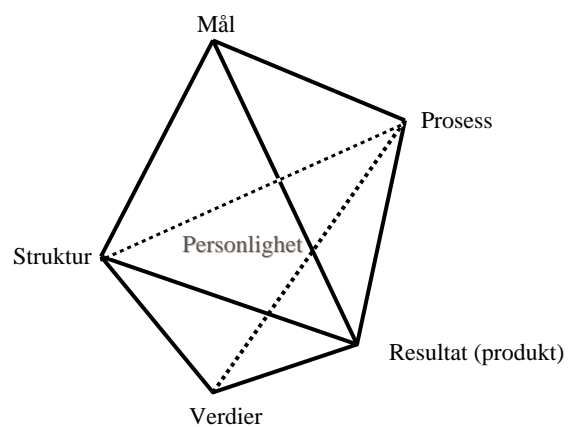 Mål
Prosess
Personlighet
Struktur
Resultat (produkt)
Verdier